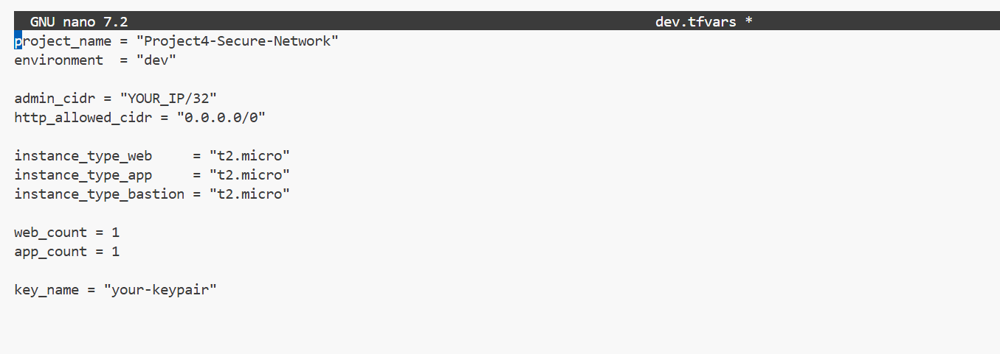 GNU nano 7.2 dev.tfvars *
project_name = "Project4-Secure-Network"
environment  = "dev"
admin_cidr = "YOUR_IP/32"
http_allowed_cidr = "0.0.0.0/0"
instance_type_web     = "t2.micro"
instance_type_app     = "t2.micro"
instance_type_bastion = "t2.micro"
web_count = 1
app_count = 1
key_name = "your-keypair"